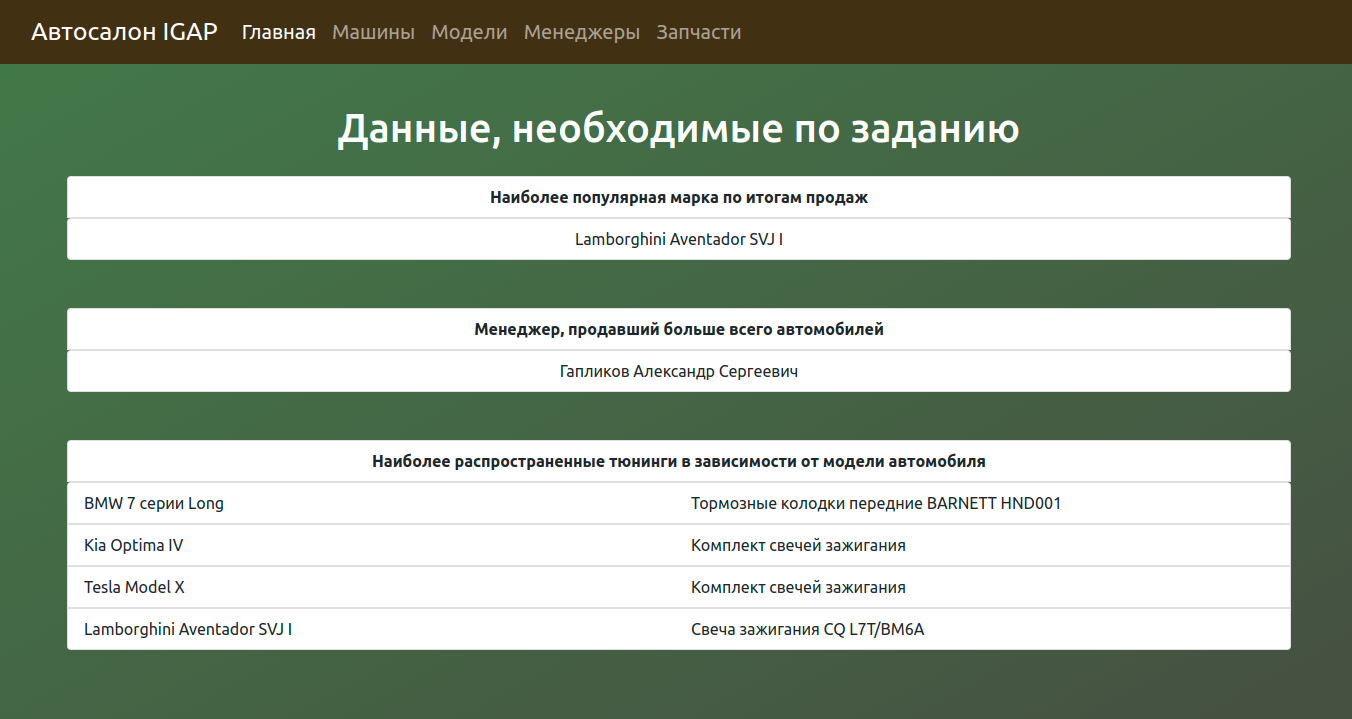 Автосалон IGAP Главная Машины Модели Менеджеры Запчасти
Данные, необходимые по заданию
Наиболее популярная марка по итогам продаж
Lamborghini Aventador SVJ I
Менеджер, продавший больше всего автомобилей
Гапликов Александр Сергеевич
Наиболее распространенные тюнинги в зависимости от модели автомобиля
BMW 7 серии Long Тормозные колодки передние BARNETT HND001
Kia Optima IV Комплект свечей зажигания
Tesla Model X Комплект свечей зажигания
Lamborghini Aventador SVJ I Свеча зажигания CQ L7T/BM6A